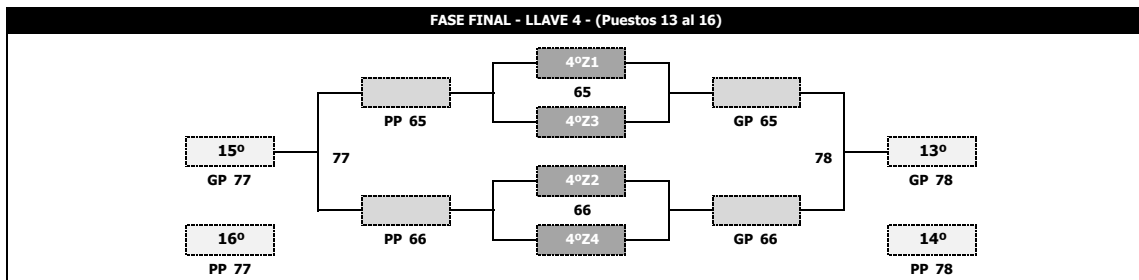 FASE FINAL - LLAVE 4 - (Puestos 13 al 16)
4ºZ1
65
PP 65
4ºZ3
GP 65
15º
77
78
13º
GP 77
4ºZ2
GP 78
66
16º
PP 66
4ºZ4
GP 66
14º
PP 77
PP 78